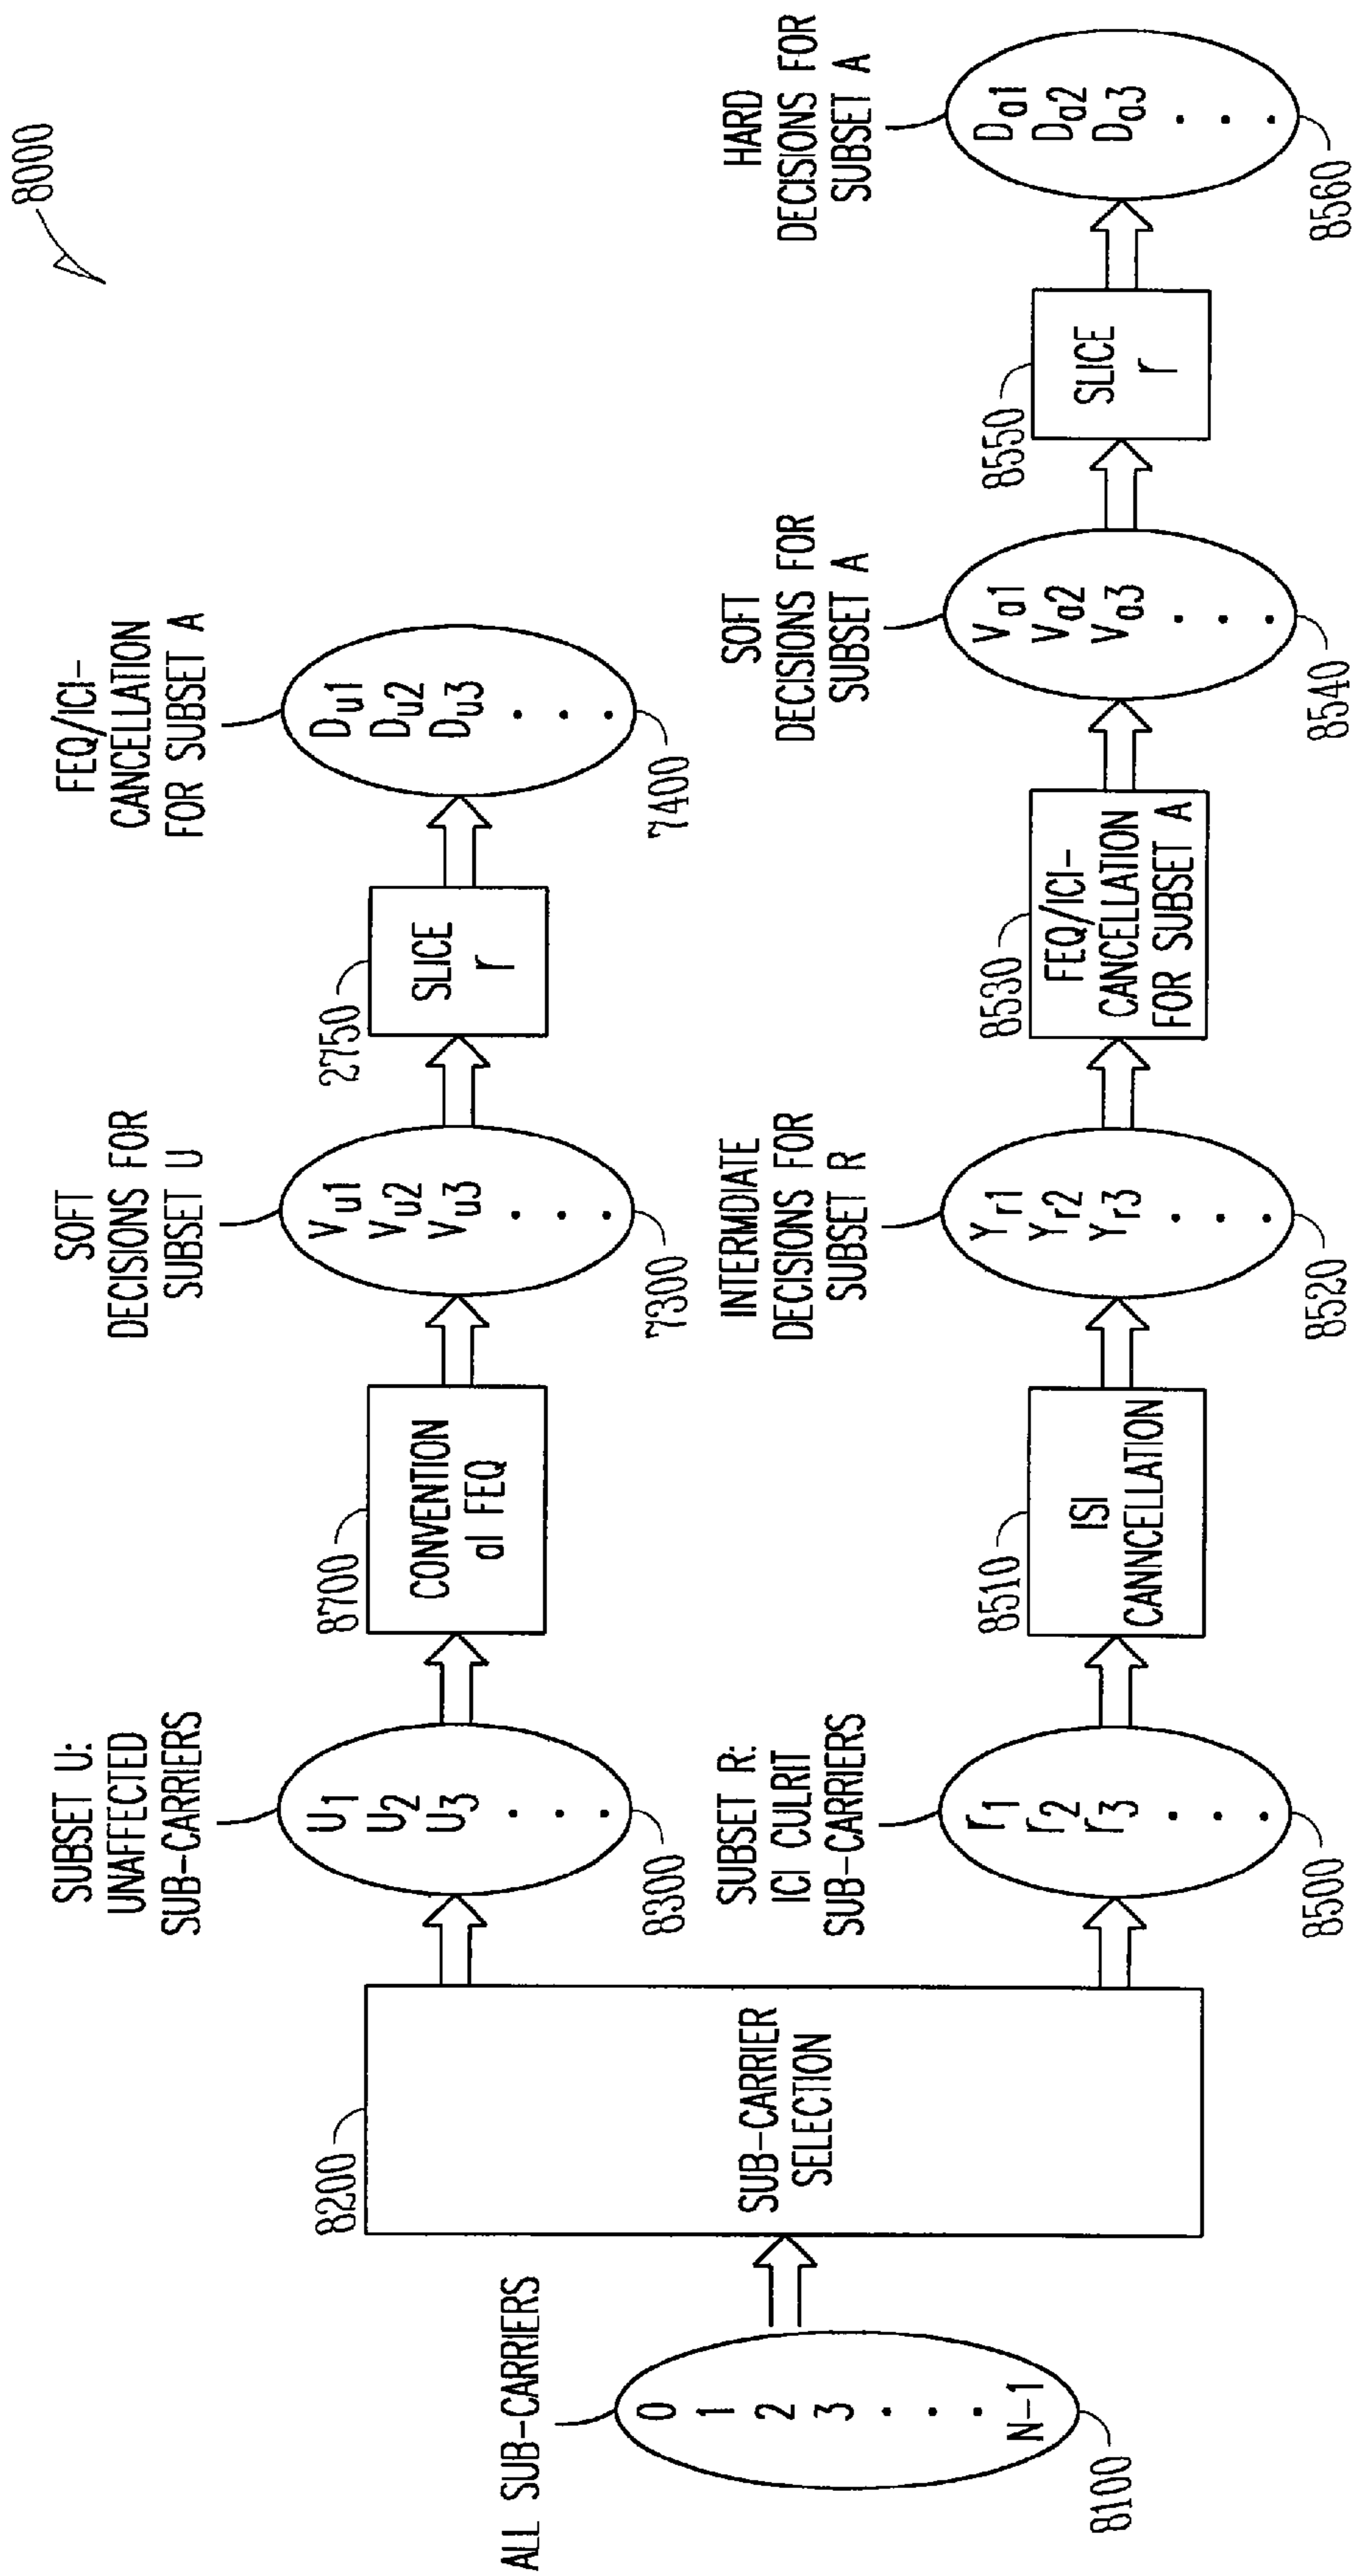 8000
ALL SUB-CARRIERS
0
1
2
3
N-1
8100
8200
SUB-CARRIER
SELECTION
SUBSET U:
UNAFFECTED
SUB-CARRIERS
U1
U2
U3
8300
8700
CONVENTION
al FEQ
SOFT
DECISIONS FOR
SUBSET U
Vu1
Vu2
Vu3
7300
2750
SLICE
r
FEQ/ICI-
CANCELLATION
FOR SUBSET A
Du1
Du2
Du3
7400
SUBSET R:
ICI CULRIT
SUB-CARRIERS
r1
r2
r3
8500
8510
ISI
CANNCELLATION
INTERMDIATE
DECISIONS FOR
SUBSET R
Yr1
Yr2
Yr3
8520
8530
FEQ/ICI-
CANCELLATION
FOR SUBSET A
SOFT
DECISIONS FOR
SUBSET A
Va1
Va2
Va3
8540
8550
SLICE
r
HARD
DECISIONS FOR
SUBSET A
Da1
Da2
Da3
8560